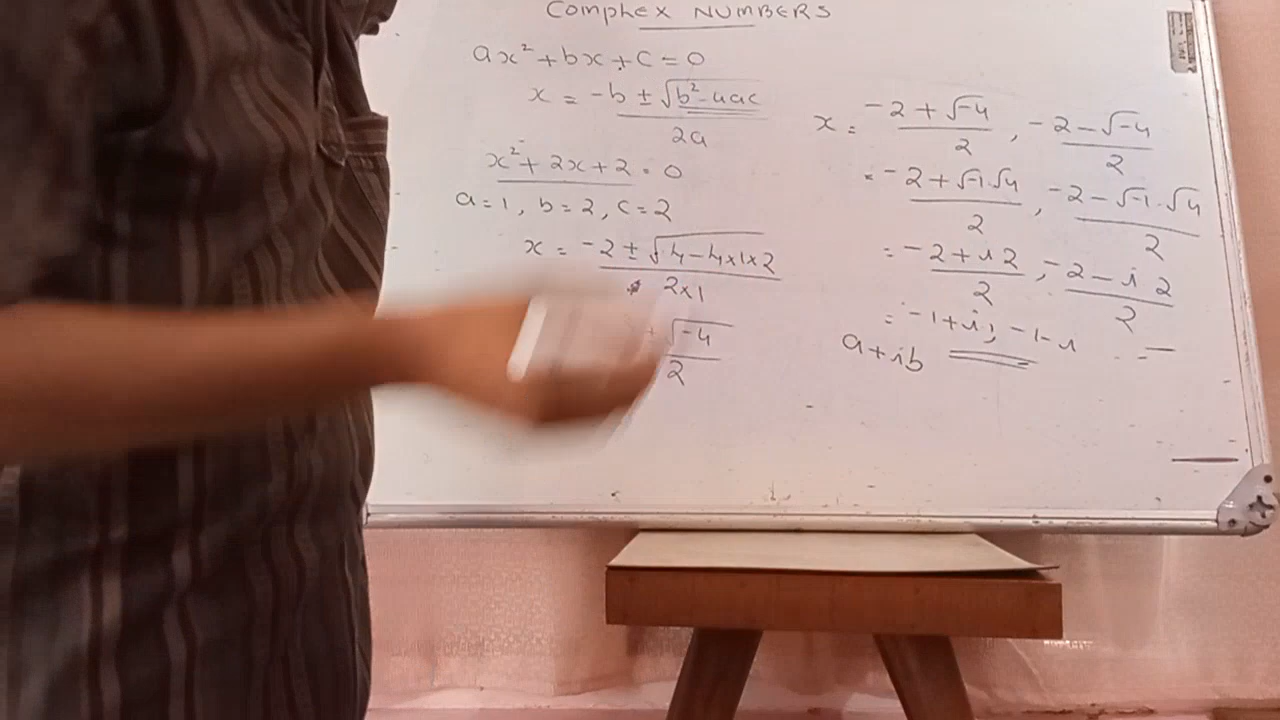 COMPLEX NUMBERS
ax² + bx + c = 0
x = -b ± √b² - 4ac / 2a
x² + 2x + 2 = 0
a = 1, b = 2, c = 2
x = -2 ± √4 - 4x1x2 / 2x1
± √-4 / 2
x = -2 + √-4 / 2 , -2 - √-4 / 2
= -2 + √-1 . √4 / 2 , -2 - √-1 . √4 / 2
= -2 + i 2 / 2 , -2 - i 2 / 2
= -1 + i , -1 - i
a + ib